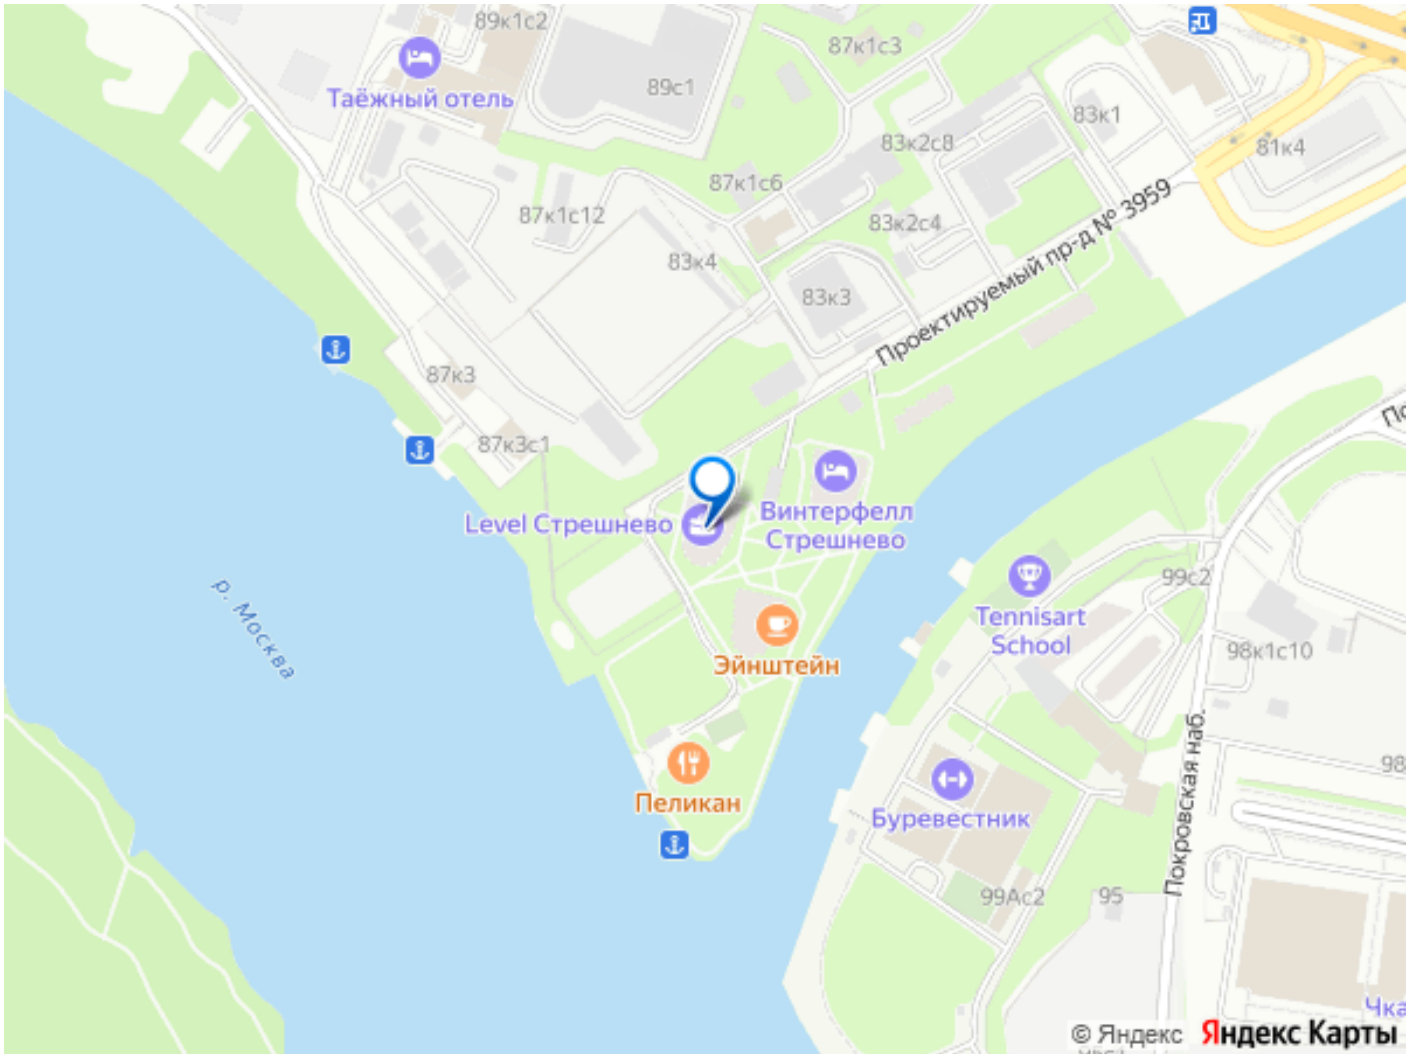 89к1с2
87к1с3
Таёжный отель
89с1
83к1
83к2с8
81к4
87к1с6
87к1с12
83к2с4
Проектируемый пр-д № 3959
83к4
83к3
87к3
87к3с1
Level Стрешнево
Винтерфелл
Стрешнево
р. Москва
99с2
Tennisart
School
98к1с10
Эйнштейн
Покровская наб.
98
Пеликан
Буревестник
99Ас2
95
Чка
© Яндекс Яндекс Карты